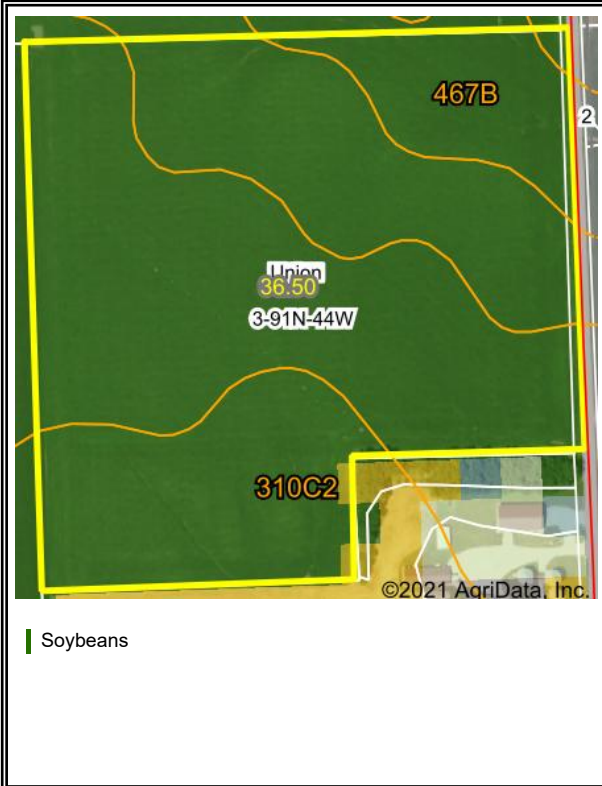 467B
2
Union
36.50
3-91N-44W
310C2
©2021 AgriData, Inc.
Soybeans